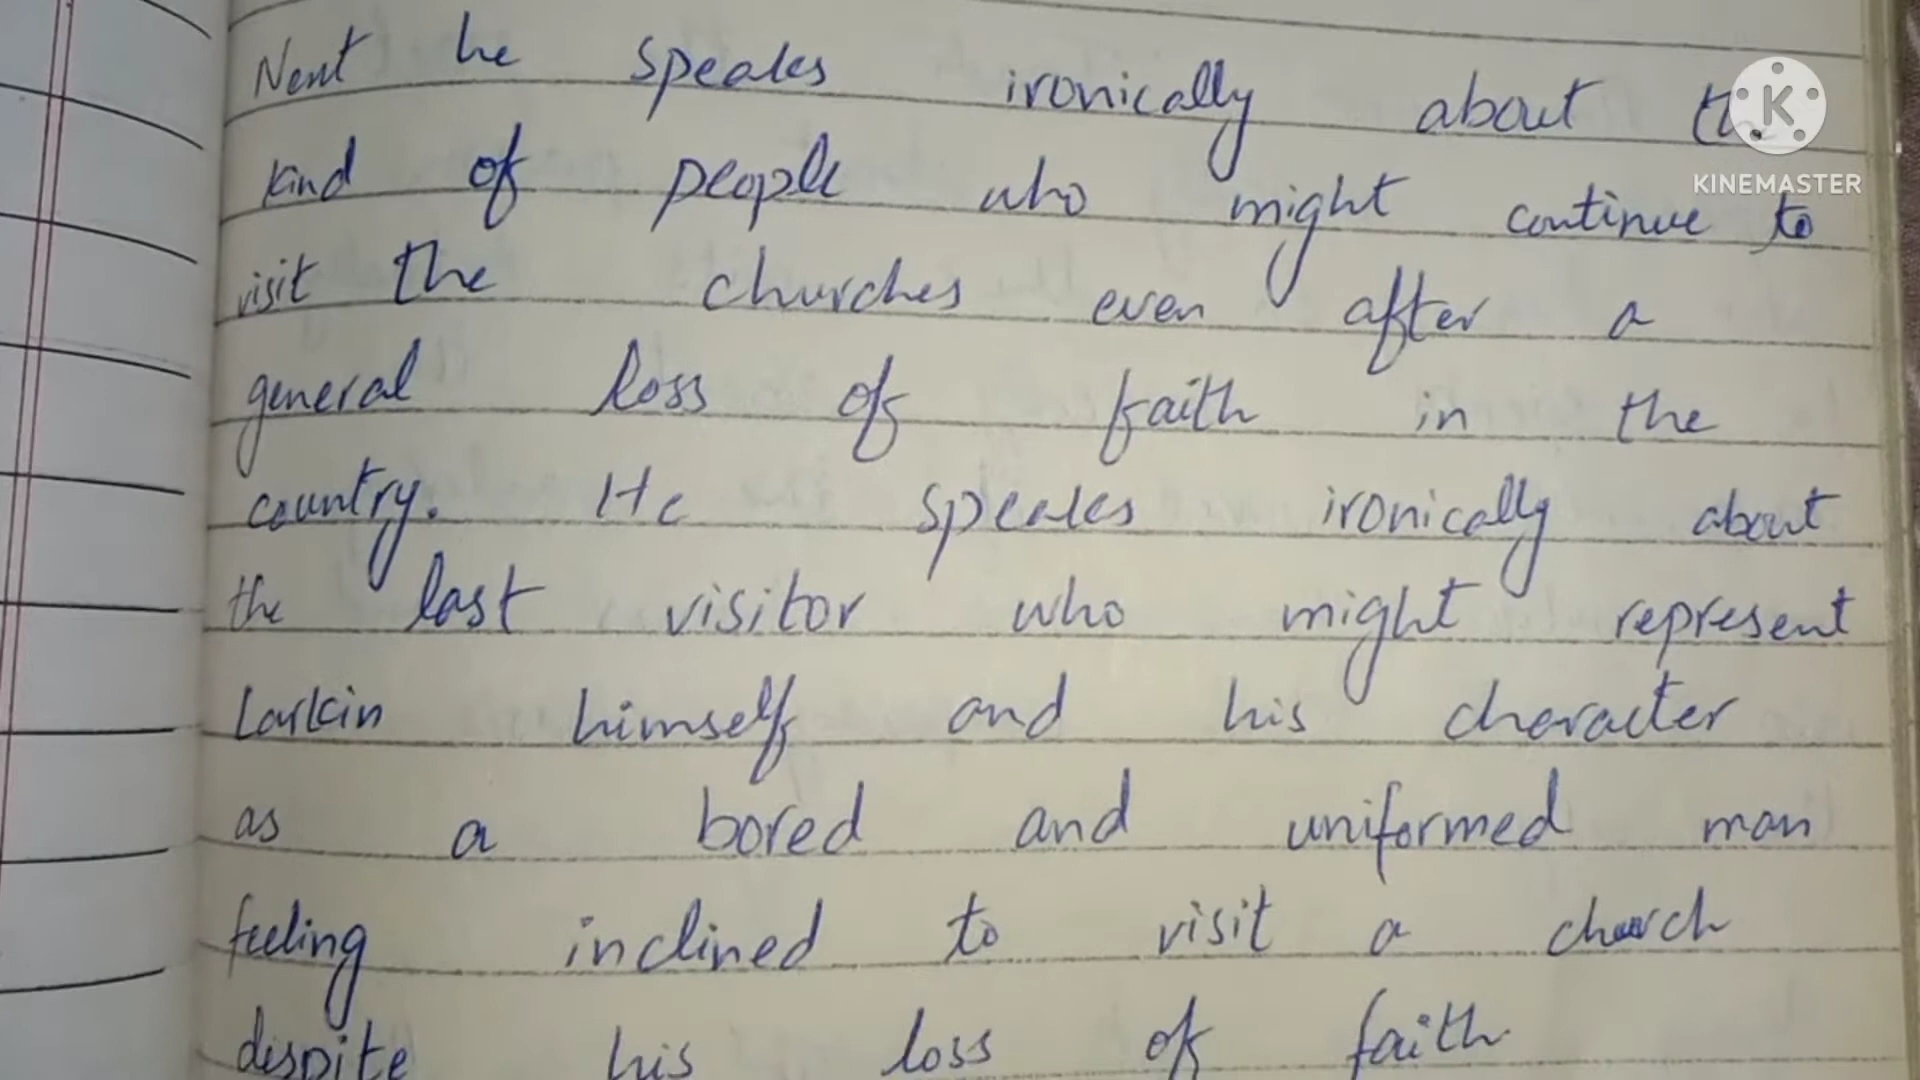 Next he speaks ironically about the
kind of people who might continue to
visit the churches even after a
general loss of faith in the
country. He speaks ironically about
the last visitor who might represent
Larkin himself and his character
as a bored and uniformed man
feeling inclined to visit a church
despite his loss of faith
KINEMASTER